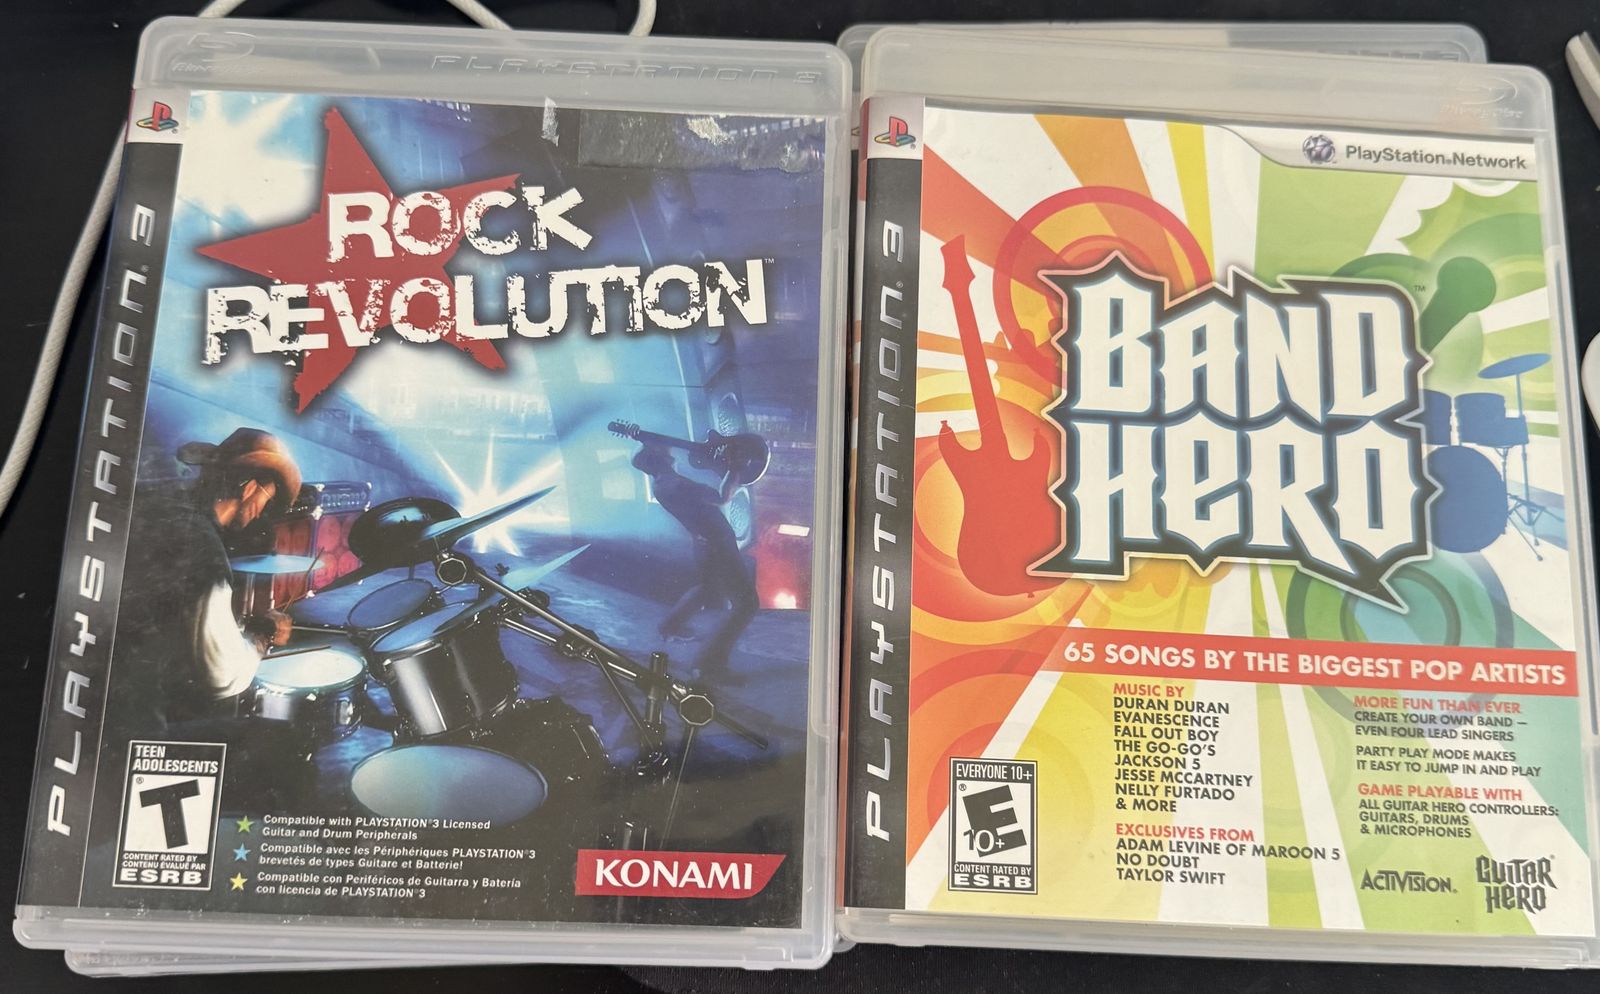 PLAYSTATION 3
PLAYSTATION 3
ROCK
REVOLUTION™
TEEN
ADOLESCENTS
T
®
CONTENT RATED BY
CONTENU ÉVALUÉ PAR
ESRB
Compatible with PLAYSTATION®3 Licensed
Guitar and Drum Peripherals
Compatible avec les Périphériques PLAYSTATION®3
brevetés de types Guitare et Batterie!
Compatible con Periféricos de Guitarra y Batería
con licencia de PLAYSTATION®3
KONAMI
PLAYSTATION 3
PlayStation®Network
BAND
HERO™
65 SONGS BY THE BIGGEST POP ARTISTS
MUSIC BY
DURAN DURAN
EVANESCENCE
FALL OUT BOY
THE GO-GO'S
JACKSON 5
JESSE MCCARTNEY
NELLY FURTADO
& MORE
EXCLUSIVES FROM
ADAM LEVINE OF MAROON 5
NO DOUBT
TAYLOR SWIFT
MORE FUN THAN EVER
CREATE YOUR OWN BAND –
EVEN FOUR LEAD SINGERS
PARTY PLAY MODE MAKES
IT EASY TO JUMP IN AND PLAY
GAME PLAYABLE WITH
ALL GUITAR HERO CONTROLLERS:
GUITARS, DRUMS
& MICROPHONES
EVERYONE 10+
®
E
10+
CONTENT RATED BY
ESRB
ACTIVISION®
GUITAR
HERO®